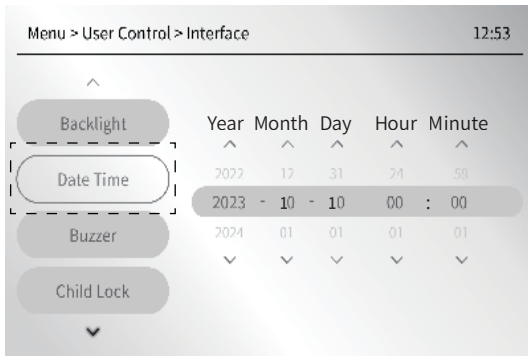 Menu > User Control > Interface 12:53
Backlight
Date Time
Buzzer
Child Lock
Year Month Day Hour Minute
2022 12 31 24 59
2023 - 10 - 10 00 : 00
2024 01 01 01 01